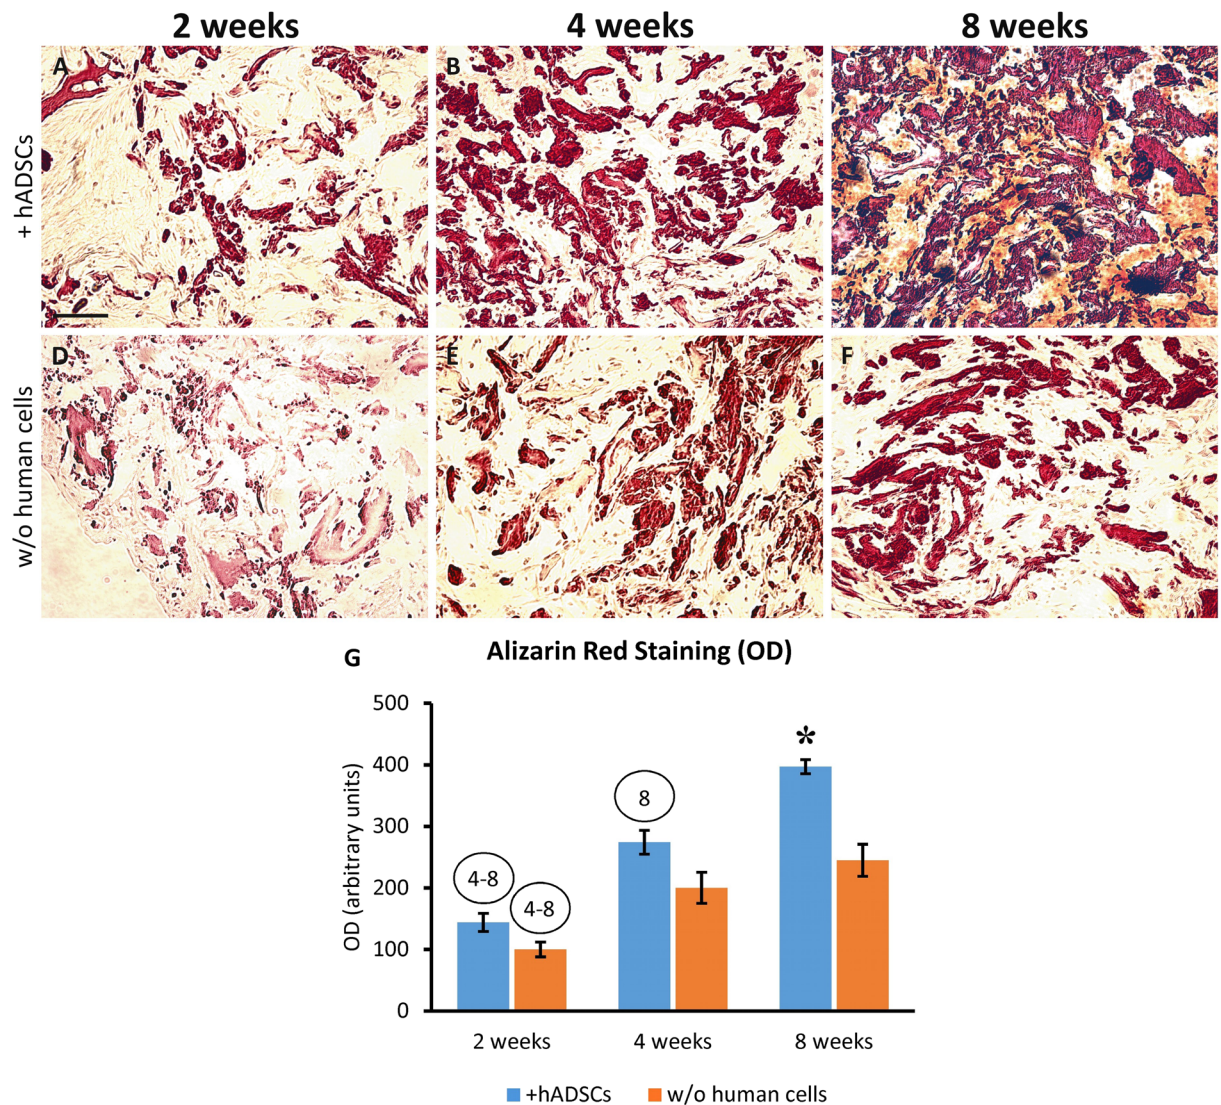 2 weeks 4 weeks 8 weeks
+ hADSCs
A B C
w/o human cells
D E F
G Alizarin Red Staining (OD)
OD (arbitrary units)
500
400
300
200
100
0
4-8 4-8 8 *
2 weeks 4 weeks 8 weeks
+hADSCs w/o human cells